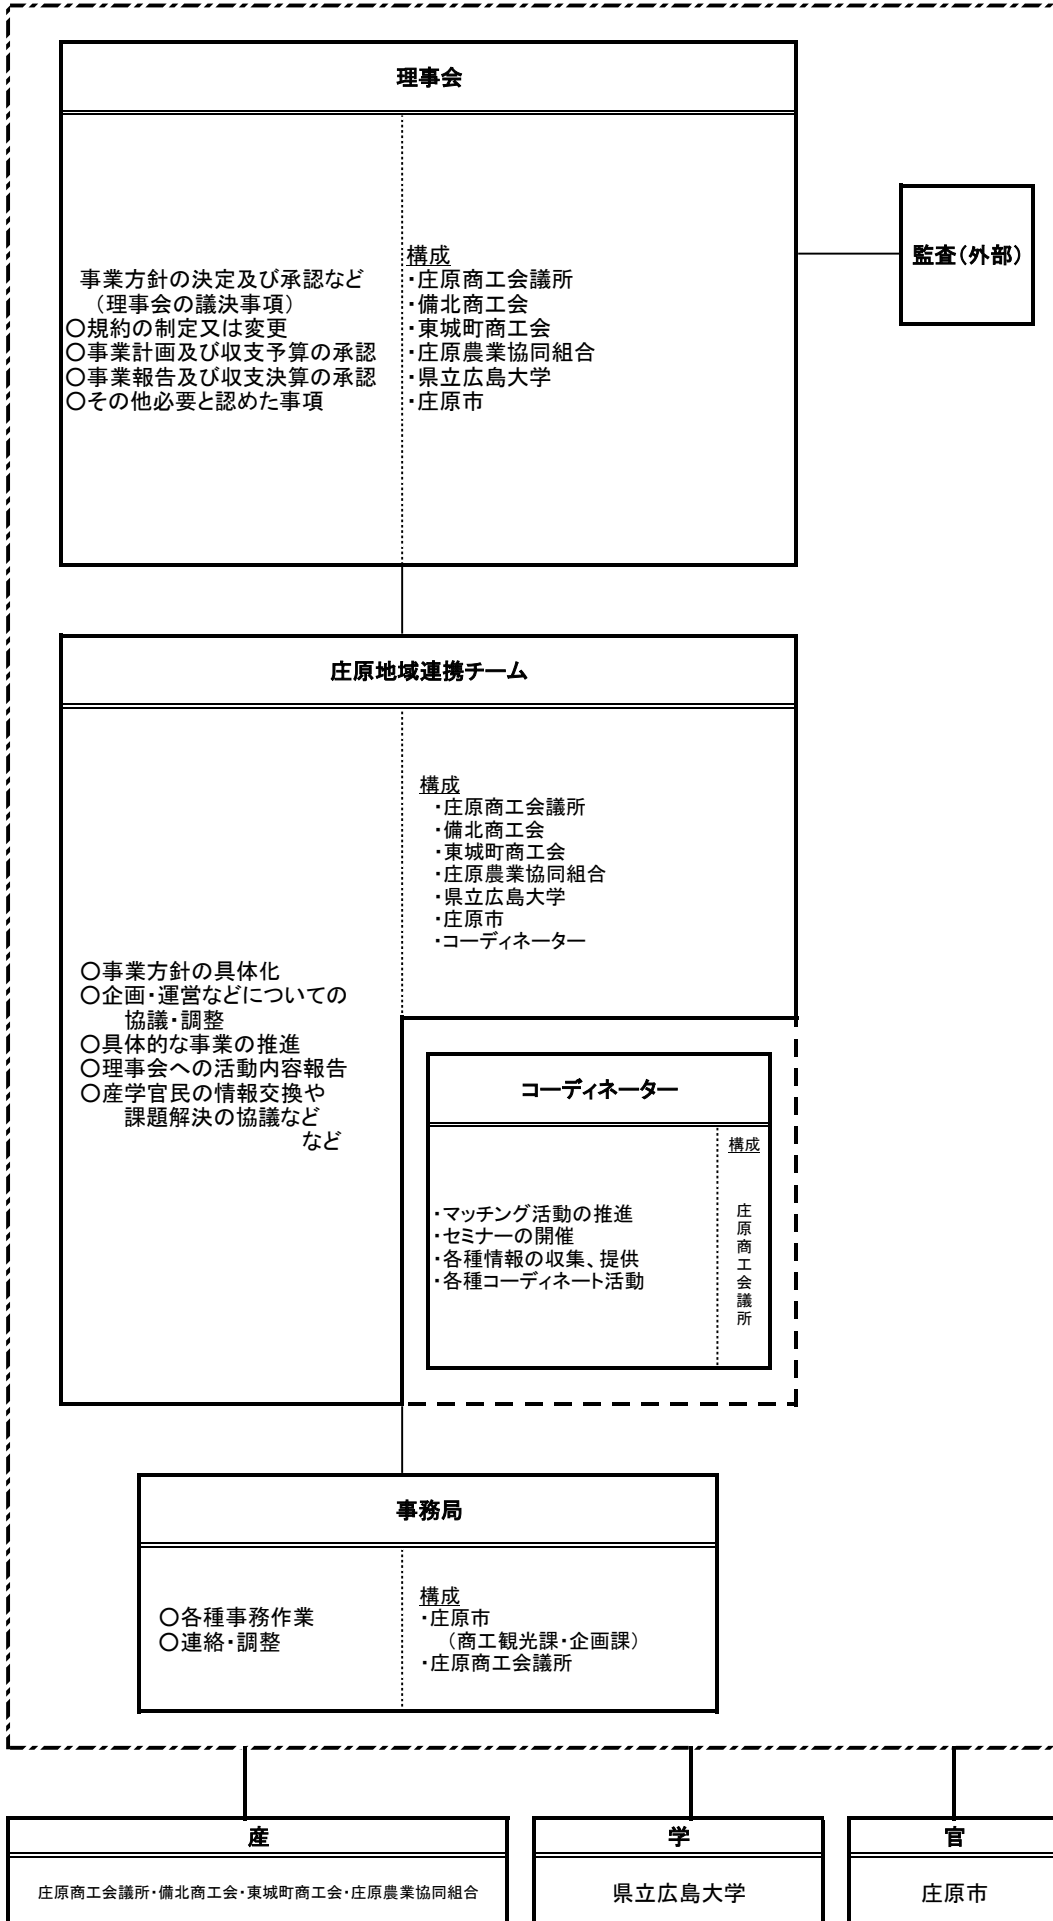 理事会
事業方針の決定及び承認など
（理事会の議決事項）
○規約の制定又は変更
○事業計画及び収支予算の承認
○事業報告及び収支決算の承認
○その他必要と認めた事項
構成
・庄原商工会議所
・備北商工会
・東城町商工会
・庄原農業協同組合
・県立広島大学
・庄原市
監査（外部）
庄原地域連携チーム
○事業方針の具体化
○企画・運営などについての
協議・調整
○具体的な事業の推進
○理事会への活動内容報告
○産学官民の情報交換や
課題解決の協議など
など
構成
・庄原商工会議所
・備北商工会
・東城町商工会
・庄原農業協同組合
・県立広島大学
・庄原市
・コーディネーター
コーディネーター
・マッチング活動の推進
・セミナーの開催
・各種情報の収集、提供
・各種コーディネート活動
構成
庄原商工会議所
事務局
○各種事務作業
○連絡・調整
構成
・庄原市
（商工観光課・企画課）
・庄原商工会議所
産
庄原商工会議所・備北商工会・東城町商工会・庄原農業協同組合
学
県立広島大学
官
庄原市